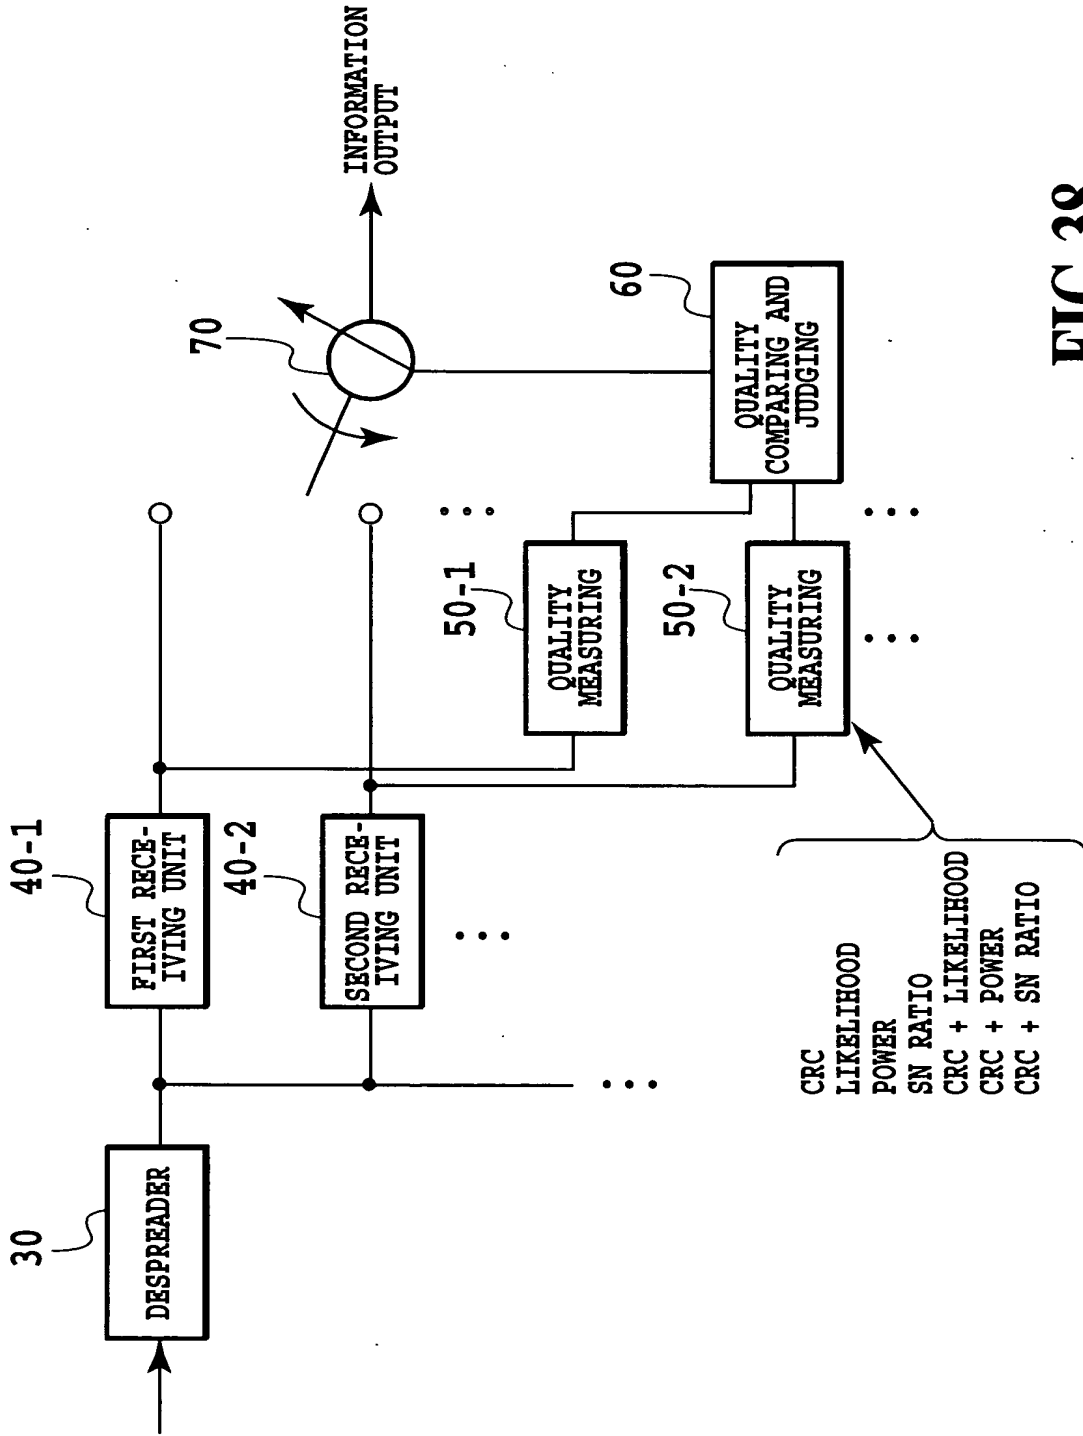 30
DESPREADER
40-1
FIRST RECE-
IVING UNIT
40-2
SECOND RECE-
IVING UNIT
50-1
QUALITY
MEASURING
50-2
QUALITY
MEASURING
60
QUALITY
COMPARING AND
JUDGING
70
INFORMATION
OUTPUT
CRC
LIKELIHOOD
POWER
SN RATIO
CRC + LIKELIHOOD
CRC + POWER
CRC + SN RATIO